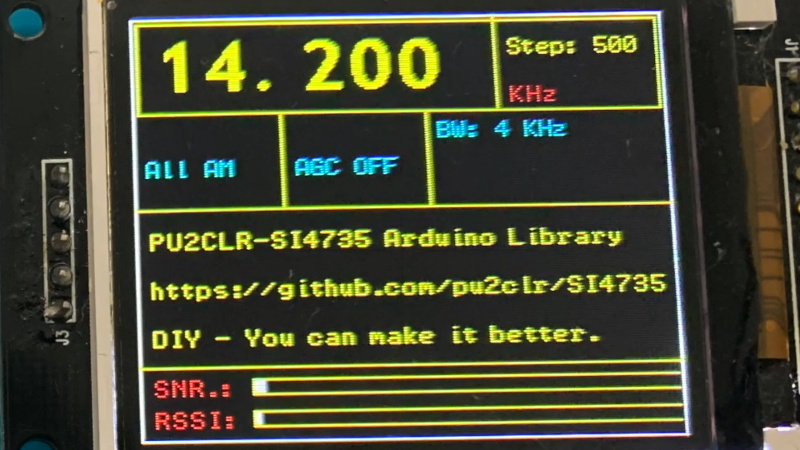 14.200
Step: 500
KHz
BW: 4 KHz
All AM
AGC OFF
PU2CLR-SI4735 Arduino Library
https://github.com/pu2clr/SI4735
DIY - You can make it better.
SNR.:
RSSI:
J3